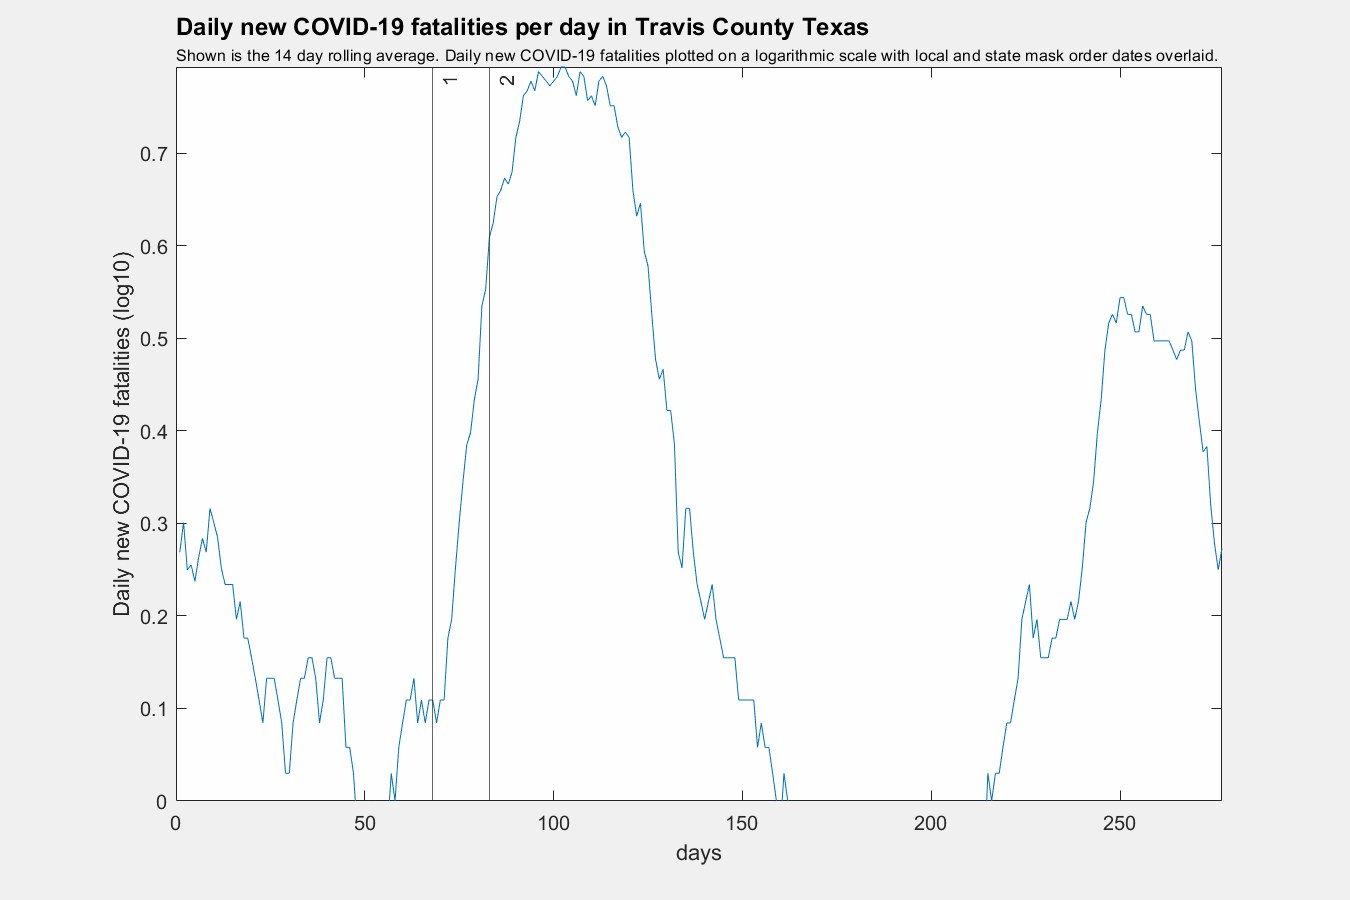 Daily new COVID-19 fatalities per day in Travis County Texas
Shown is the 14 day rolling average. Daily new COVID-19 fatalities plotted on a logarithmic scale with local and state mask order dates overlaid.
1
2
0.7
0.6
0.5
0.4
0.3
0.2
0.1
0
Daily new COVID-19 fatalities (log10)
0 50 100 150 200 250
days